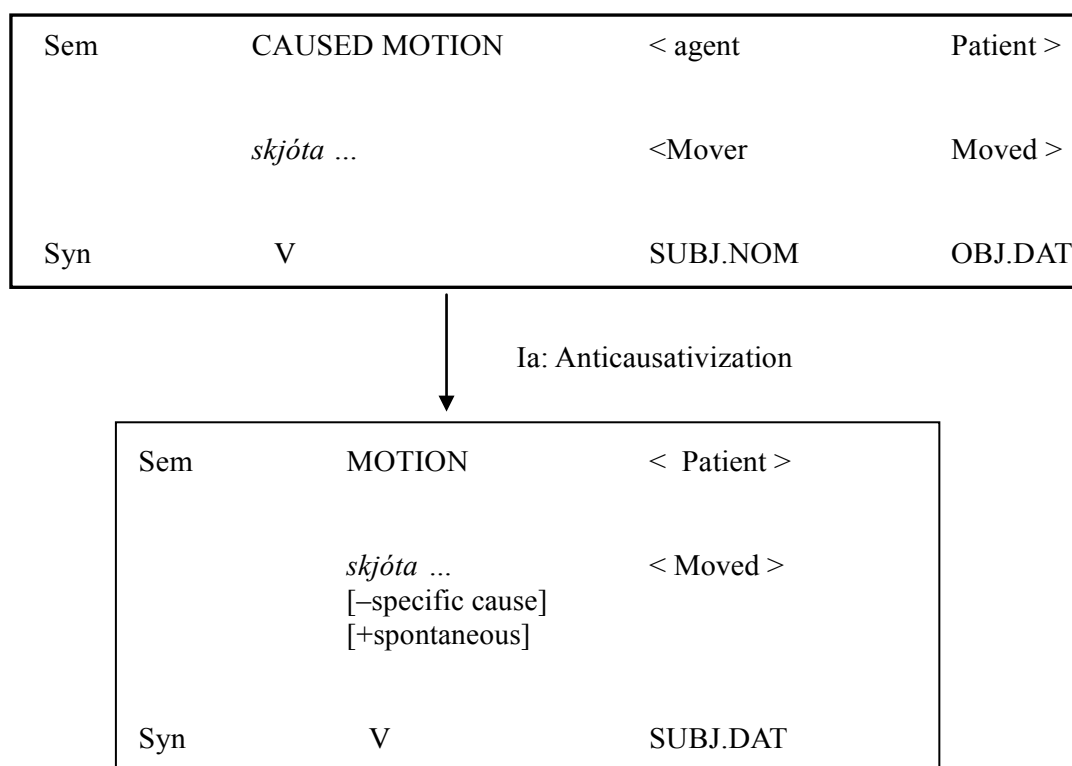 Sem CAUSED MOTION < agent Patient >
skjóta … <Mover Moved >
Syn V SUBJ.NOM OBJ.DAT
Ia: Anticausativization
Sem MOTION < Patient >
skjóta … < Moved >
[–specific cause]
[+spontaneous]
Syn V SUBJ.DAT